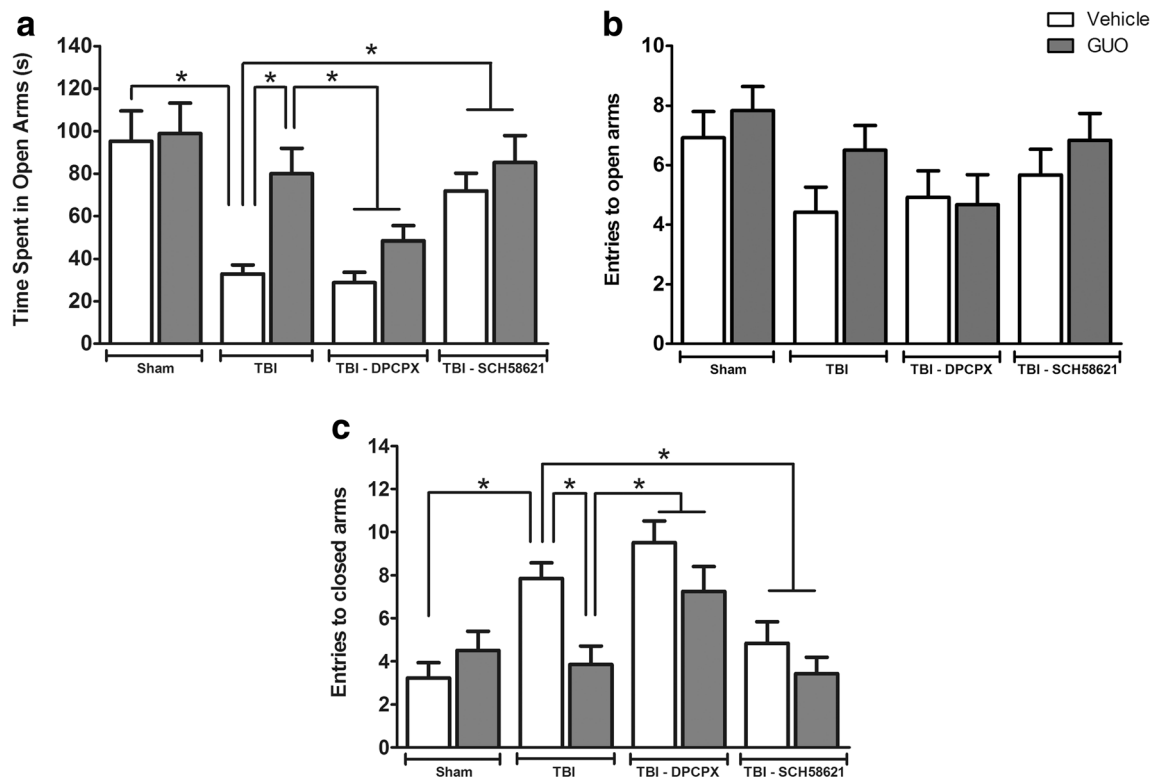 a
Time Spent in Open Arms (s)
140
120
100
80
60
40
20
0
* * * *
Sham TBI TBI - DPCPX TBI - SCH58621
b
Vehicle
GUO
Entries to open arms
10
8
6
4
2
0
Sham TBI TBI - DPCPX TBI - SCH58621
c
Entries to closed arms
14
12
10
8
6
4
2
0
* * * *
Sham TBI TBI - DPCPX TBI - SCH58621